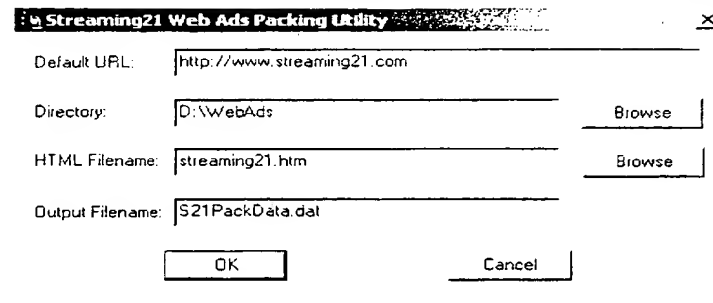 Streaming21 Web Ads Packing Utility
Default URL: http://www.streaming21.com
Directory: D:\WebAds Browse
HTML Filename: streaming21.htm Browse
Output Filename: S21PackData.dat
OK Cancel